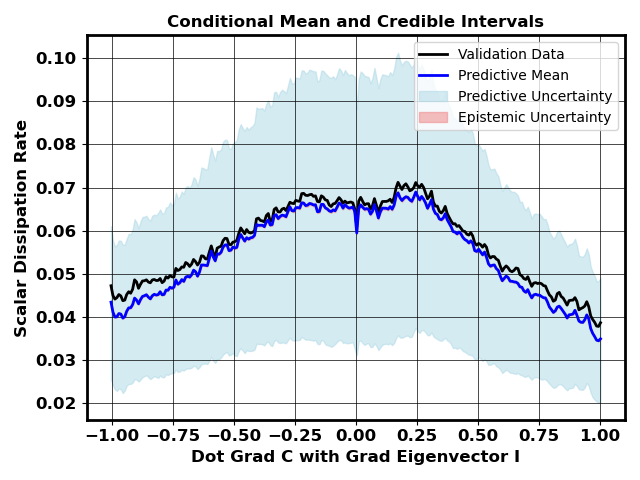 Conditional Mean and Credible Intervals
Validation Data
Predictive Mean
Predictive Uncertainty
Epistemic Uncertainty
Scalar Dissipation Rate
0.10
0.09
0.08
0.07
0.06
0.05
0.04
0.03
0.02
−1.00 −0.75 −0.50 −0.25 0.00 0.25 0.50 0.75 1.00
Dot Grad C with Grad Eigenvector I